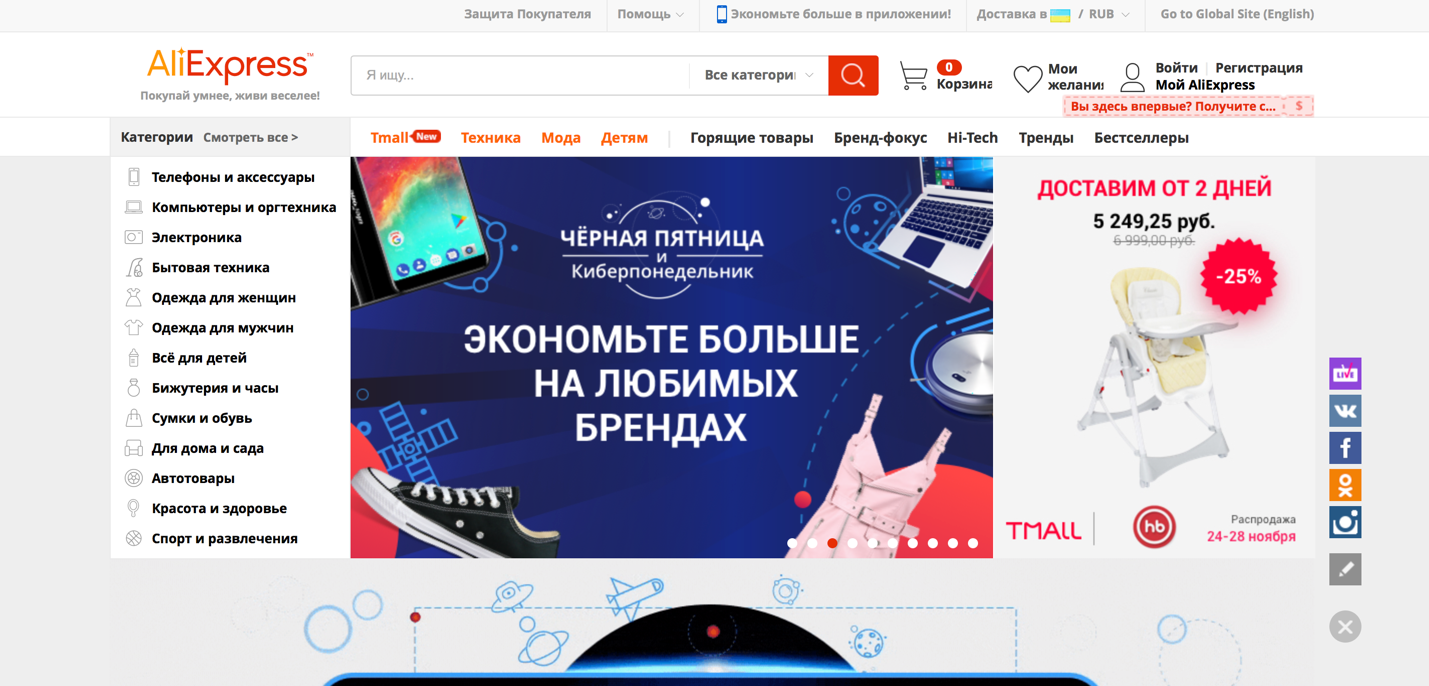 Защита Покупателя
Помощь
Экономьте больше в приложении!
Доставка в / RUB
Go to Global Site (English)
AliExpress™
Покупай умнее, живи веселее!
Я ищу...
Все категори
0
Корзина
Мои
желания
Войти
Регистрация
Мой AliExpress
Вы здесь впервые? Получите с... $
Категории Смотреть все >
Tmall New
Техника
Мода
Детям
Горящие товары
Бренд-фокус
Hi-Tech
Тренды
Бестселлеры
Телефоны и аксессуары
Компьютеры и оргтехника
Электроника
Бытовая техника
Одежда для женщин
Одежда для мужчин
Всё для детей
Бижутерия и часы
Сумки и обувь
Для дома и сада
Автотовары
Красота и здоровье
Спорт и развлечения
ЧЁРНАЯ ПЯТНИЦА
и
Киберпонедельник
ЭКОНОМЬТЕ БОЛЬШЕ
НА ЛЮБИМЫХ
БРЕНДАХ
ДОСТАВИМ ОТ 2 ДНЕЙ
5 249,25 руб.
6 999,00 руб.
-25%
TMALL
hb
Распродажа
24-28 ноября
LIVE